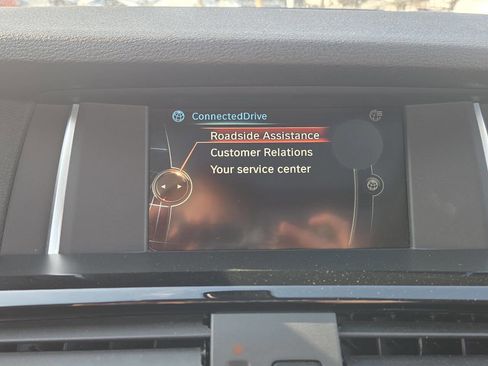 ConnectedDrive
Roadside Assistance
Customer Relations
Your service center